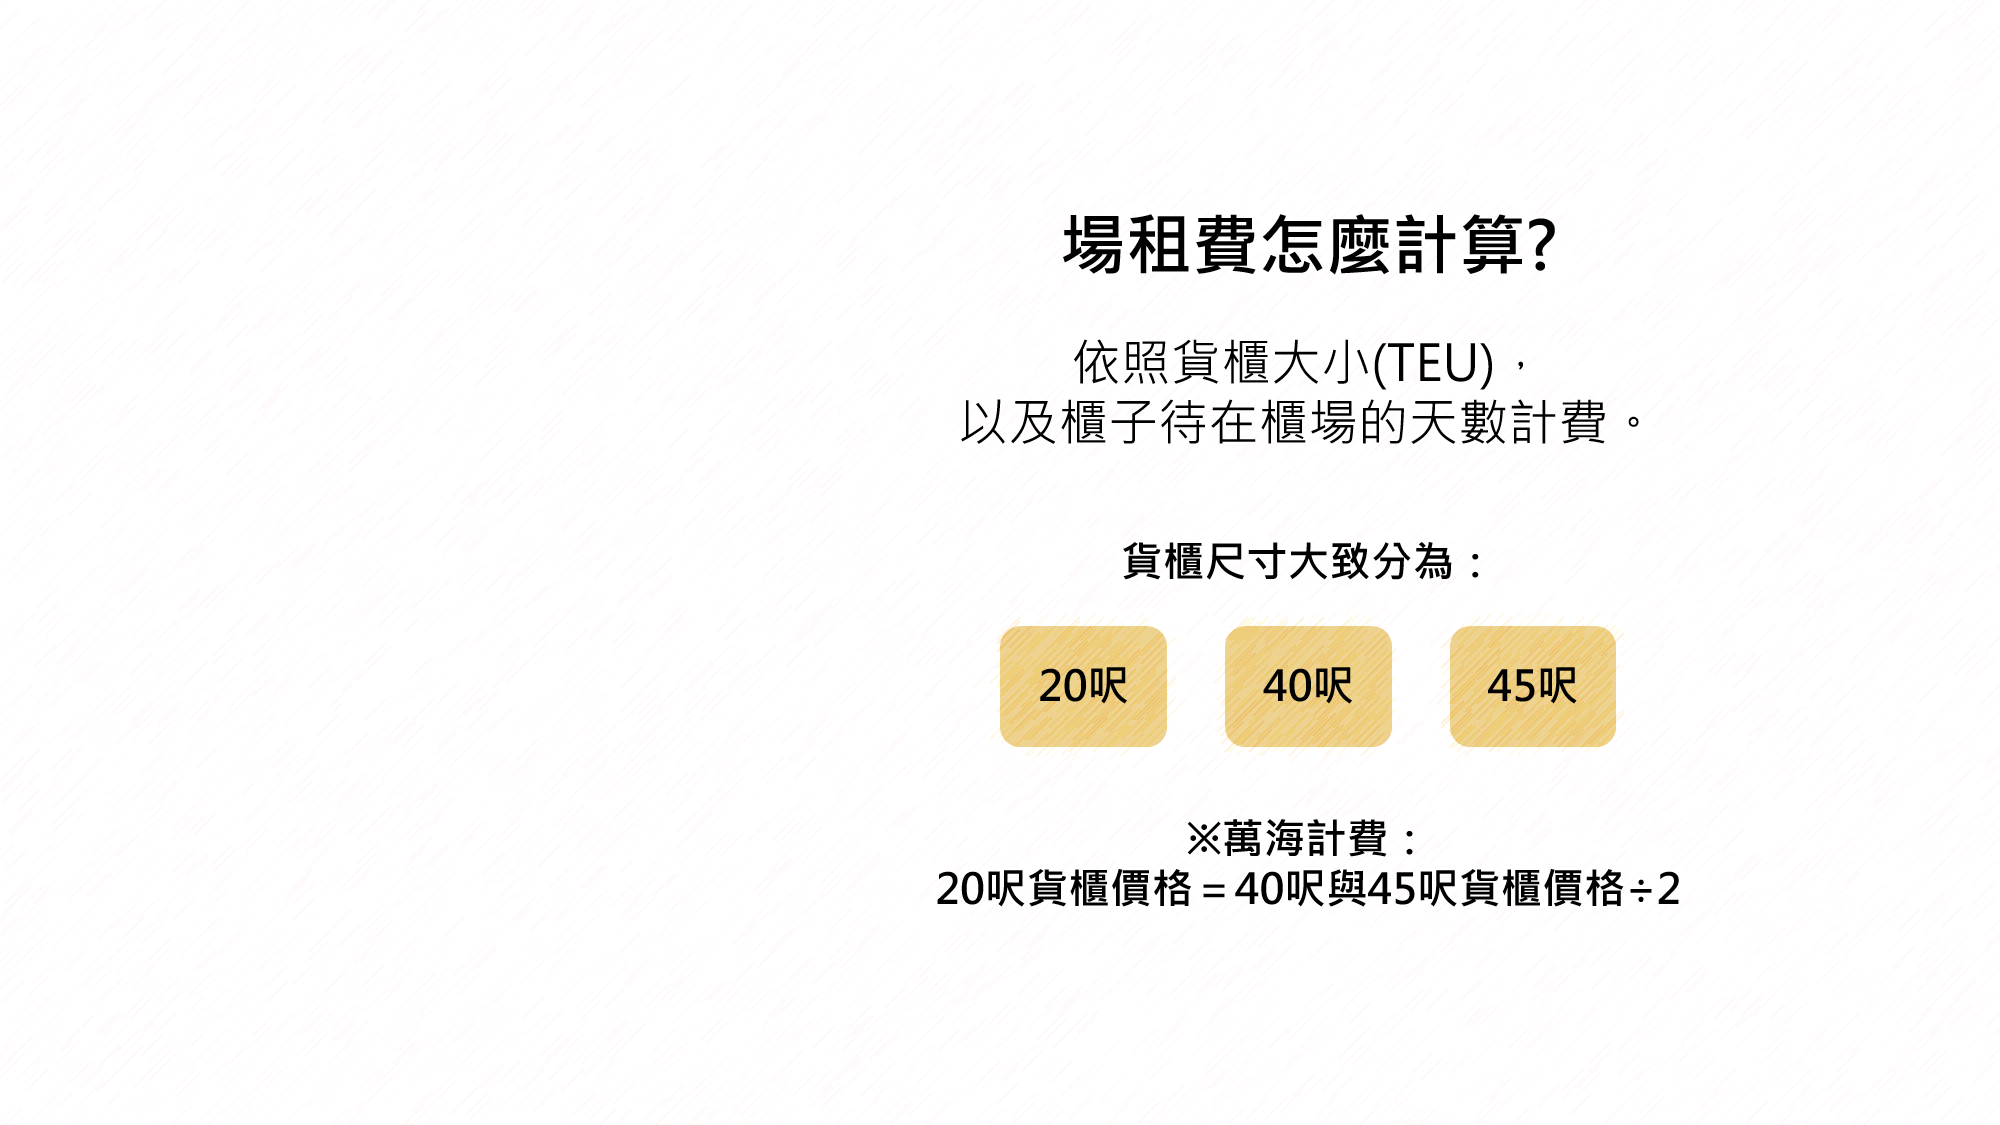 場租費怎麼計算?
依照貨櫃大小(TEU)，
以及櫃子待在櫃場的天數計費。
貨櫃尺寸大致分為：
20呎
40呎
45呎
※萬海計費：
20呎貨櫃價格＝40呎與45呎貨櫃價格÷2